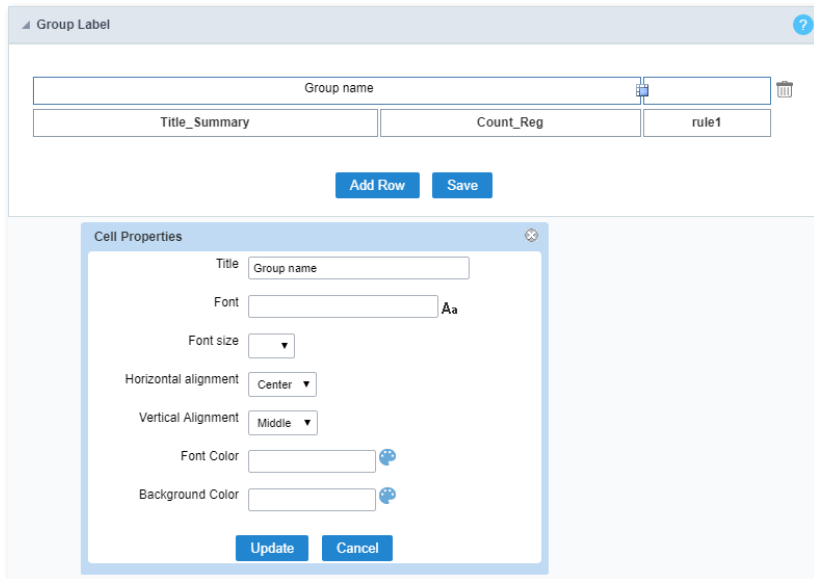 Group Label
?
Group name
Title_Summary Count_Reg rule1
Add Row Save
Cell Properties
Title Group name
Font Aa
Font size
Horizontal alignment Center
Vertical Alignment Middle
Font Color
Background Color
Update Cancel